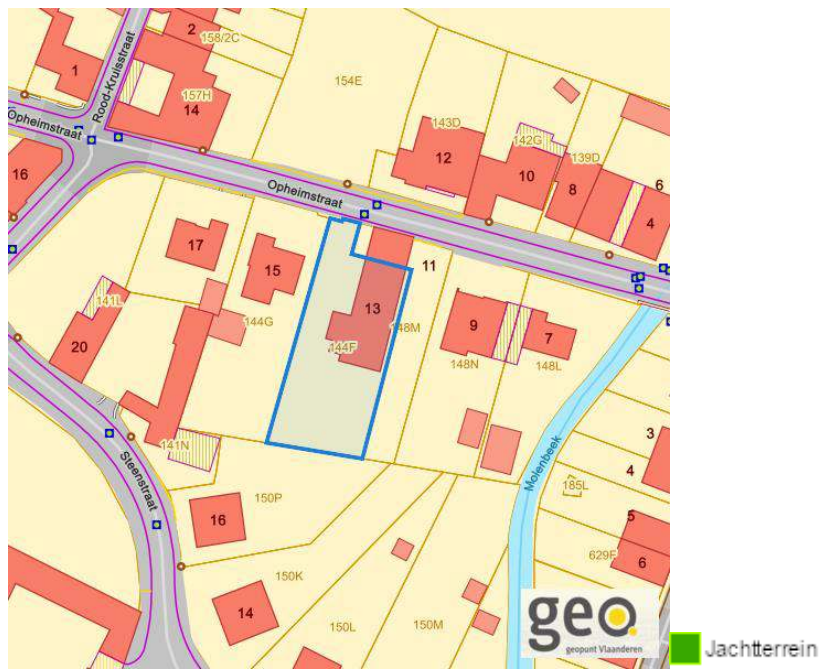 2
158/2C
1
Rood-Kruisstraat
154E
157H
14
Opheimstraat
143D
142G
12
139D
16
10
8
6
Opheimstraat
4
17
15
11
141L
13
144G
148M
9
7
20
144F
148N
148L
141N
3
Steenstraat
Molenbeek
4
185L
150P
16
5
629F
6
150K
14
150L
150M
geo
geopunt Vlaanderen
Jachtterrein